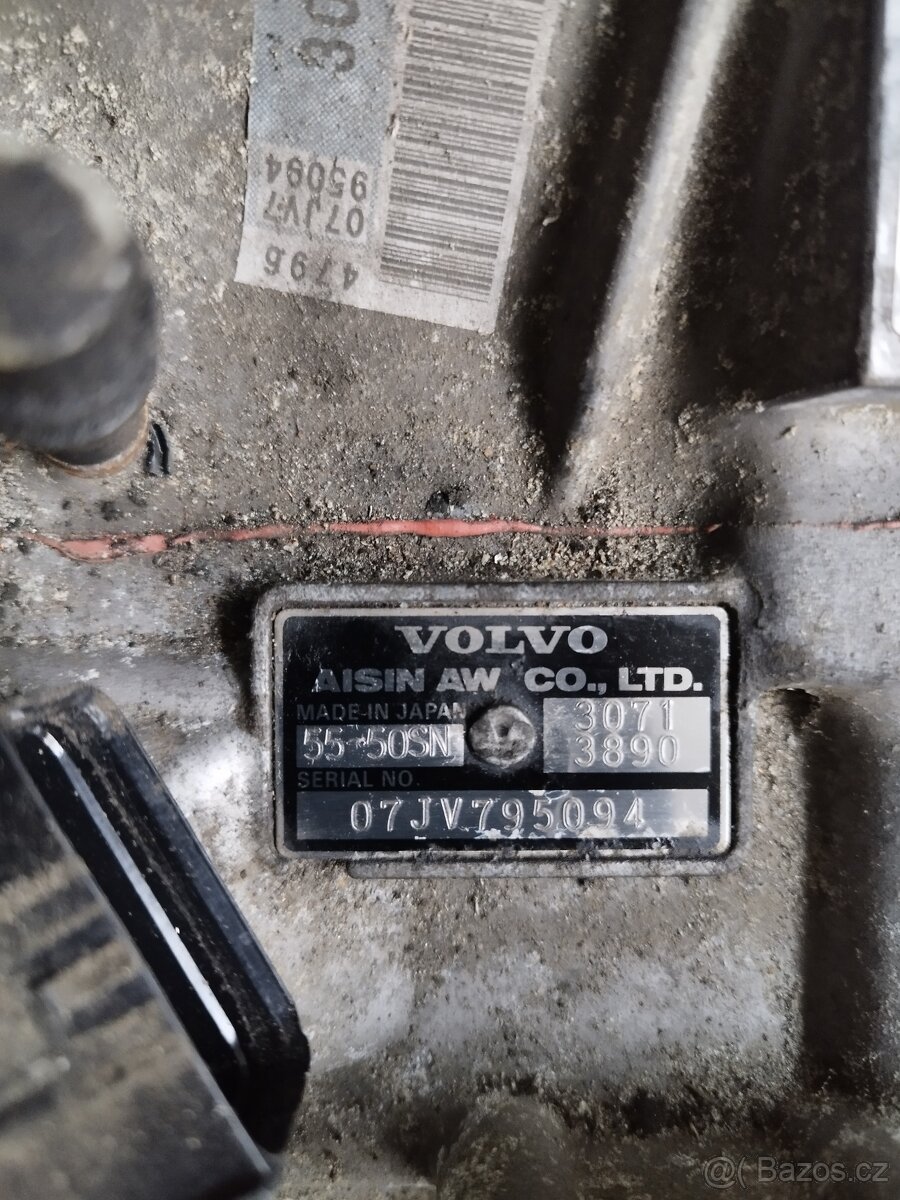 30
07JV7
95094
4796
VOLVO
AISIN AW CO., LTD.
MADE-IN JAPAN
55-50SN
3071
3890
SERIAL NO.
07JV795094
@( Bazos.cz